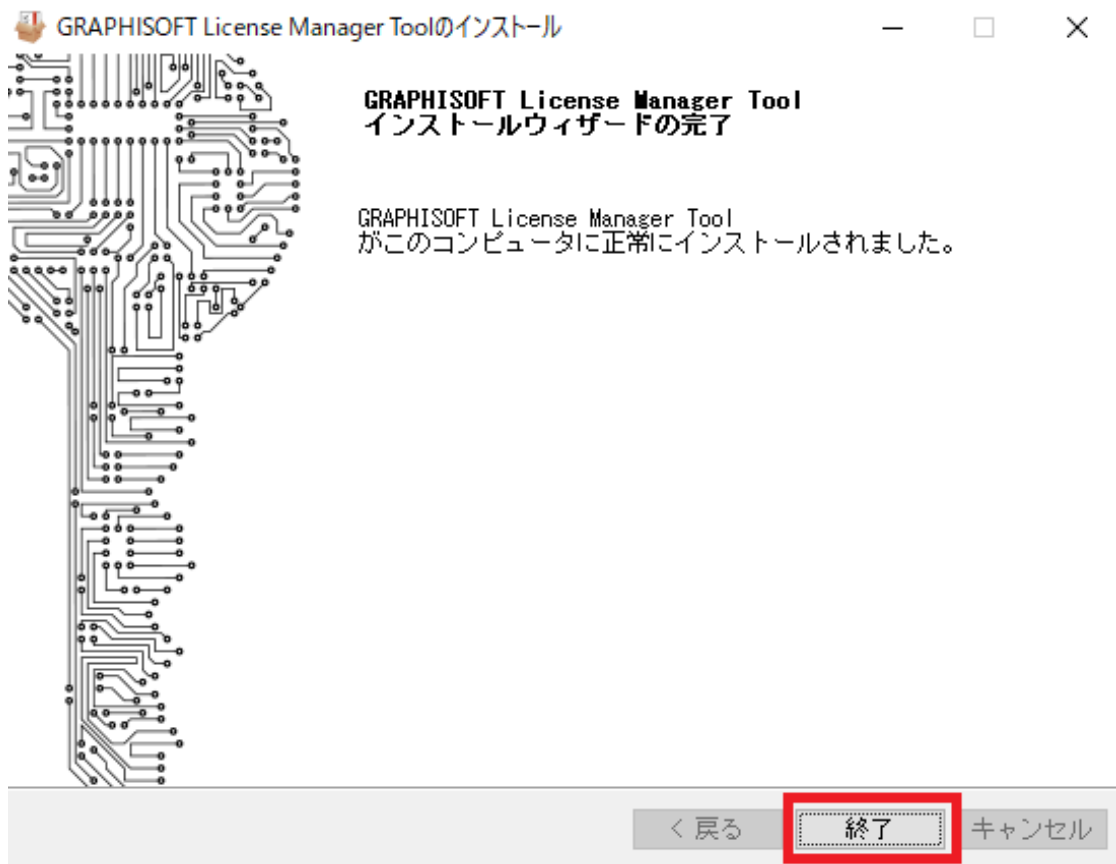 GRAPHISOFT License Manager Toolのインストール
GRAPHISOFT License Manager Tool
インストールウィザードの完了
GRAPHISOFT License Manager Tool
がこのコンピュータに正常にインストールされました。
< 戻る
終了
キャンセル